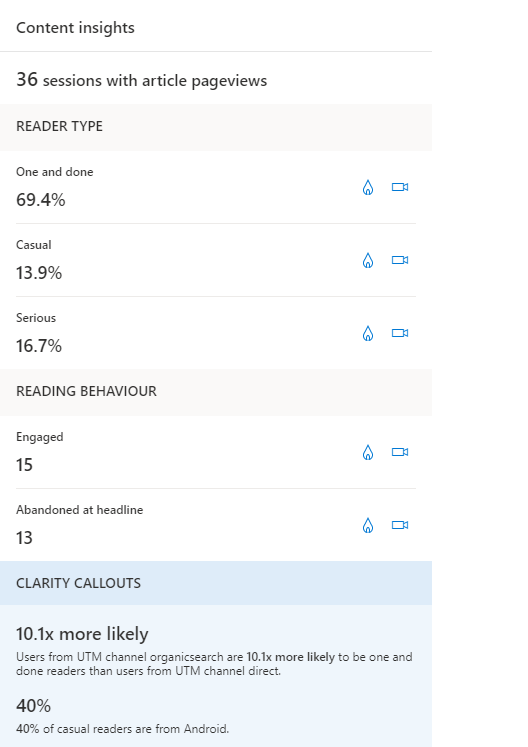 Content insights
36 sessions with article pageviews
READER TYPE
One and done
69.4%
Casual
13.9%
Serious
16.7%
READING BEHAVIOUR
Engaged
15
Abandoned at headline
13
CLARITY CALLOUTS
10.1x more likely
Users from UTM channel organicsearch are 10.1x more likely to be one and
done readers than users from UTM channel direct.
40%
40% of casual readers are from Android.